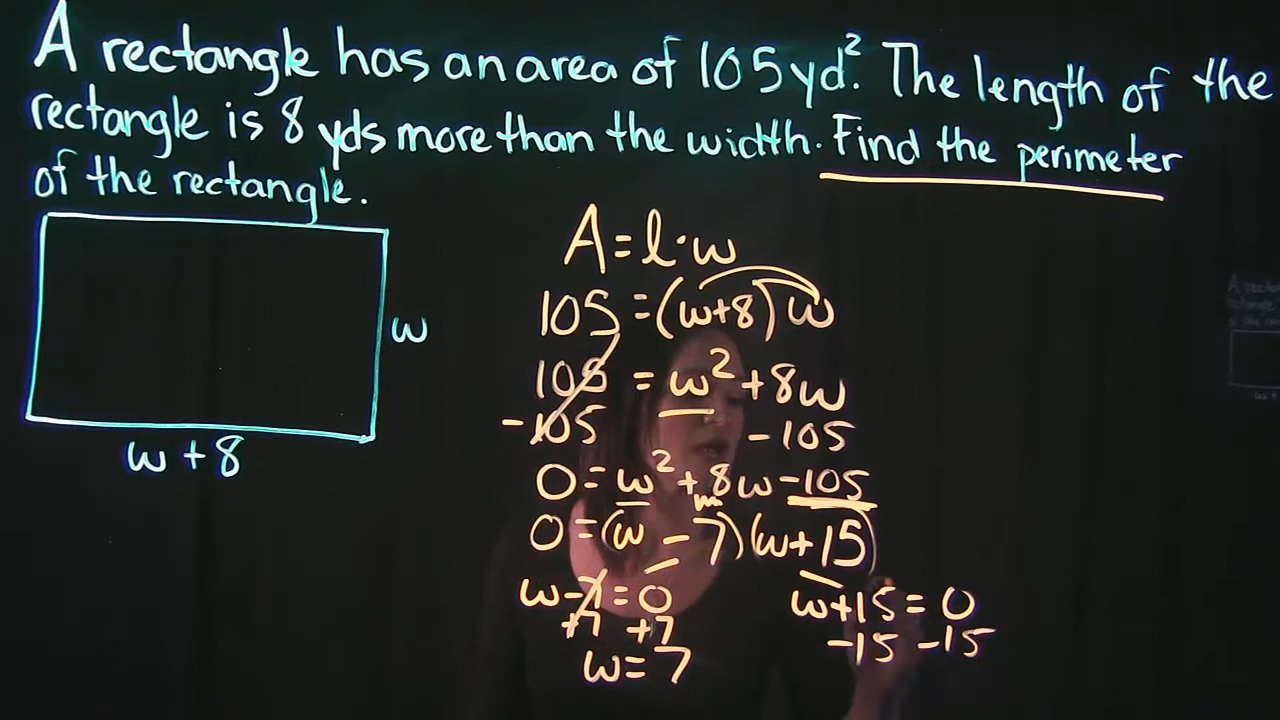 A rectangle has an area of 105 yd². The length of the
rectangle is 8 yds more than the width. Find the perimeter
of the rectangle.
w
w + 8
A = l · w
105 = (w+8) w
105 = w² + 8w
-105 - 105
0 = w² + 8w - 105
0 = (w - 7)(w + 15)
w - 7 = 0 w + 15 = 0
+7 +7 -15 -15
w = 7